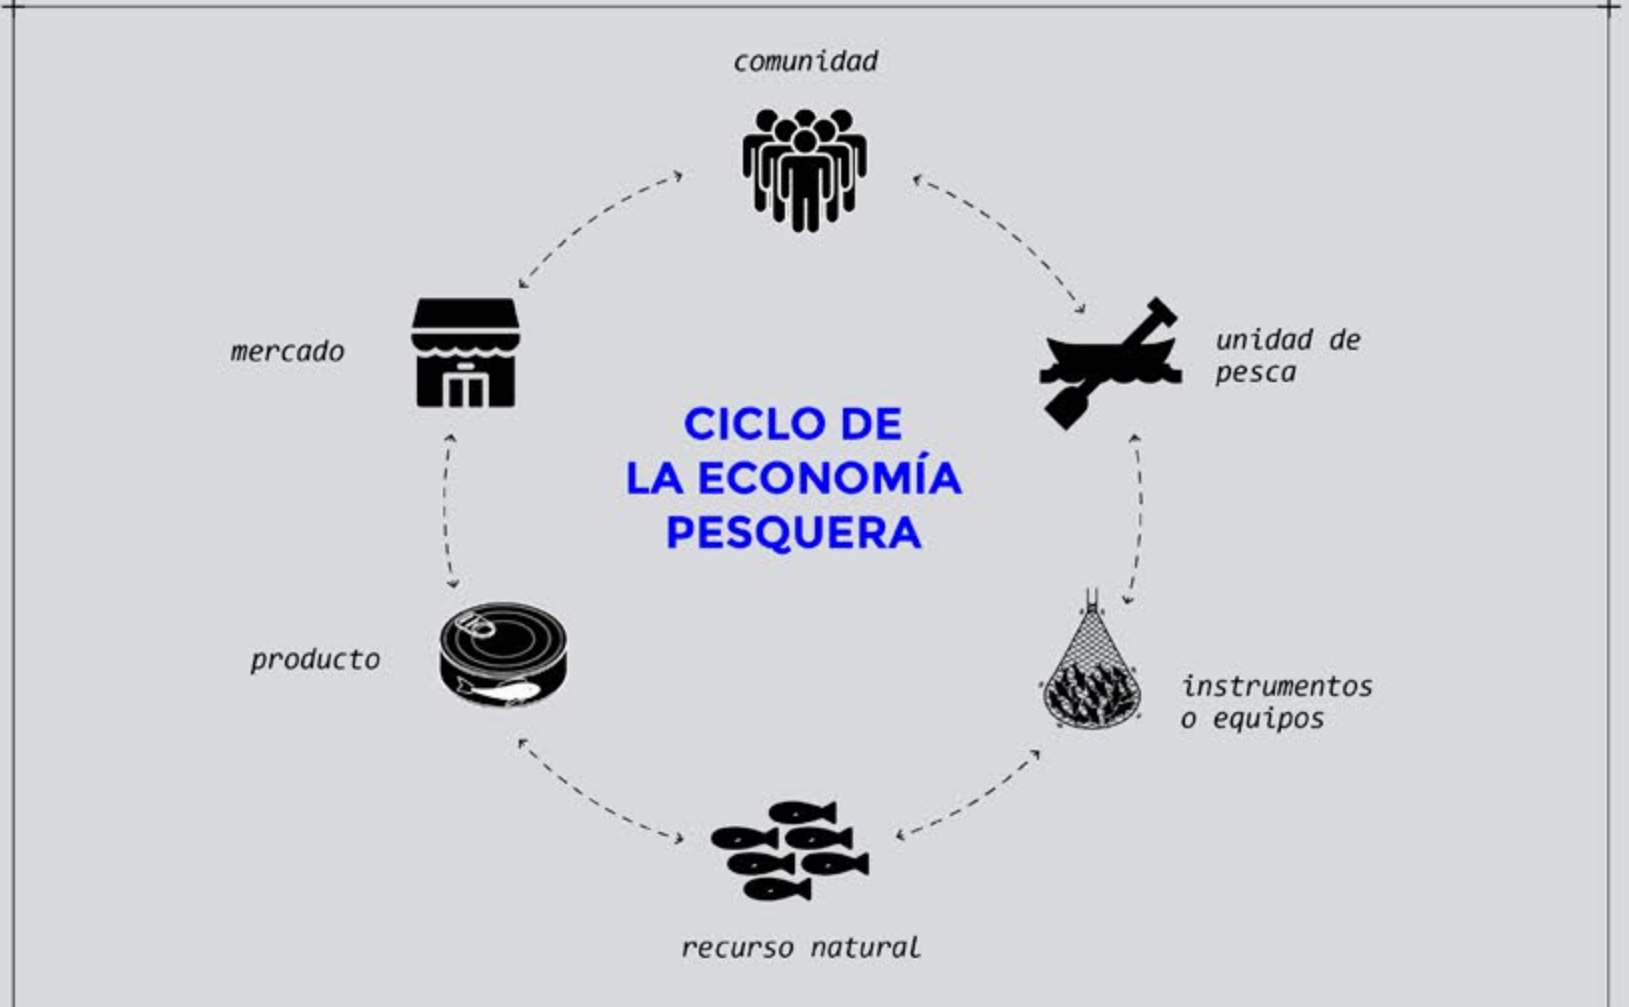 comunidad
mercado
unidad de
pesca
CICLO DE
LA ECONOMÍA
PESQUERA
producto
instrumentos
o equipos
recurso natural